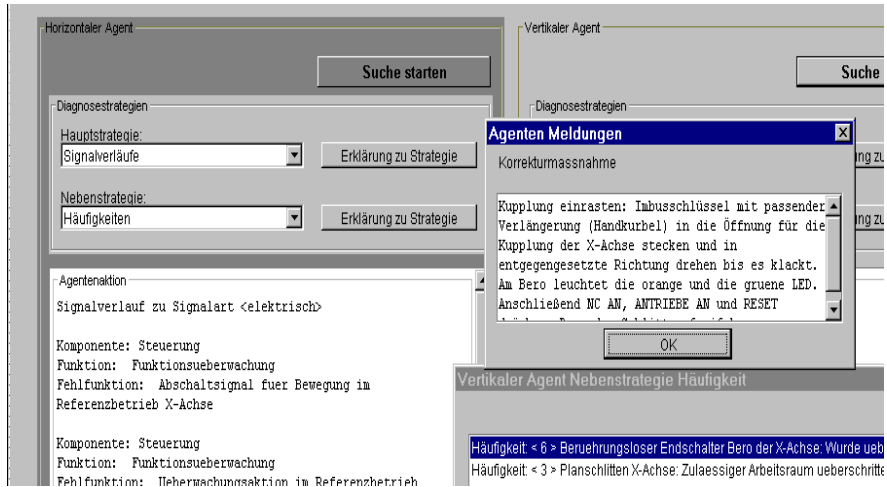 Horizontaler Agent
Suche starten
Diagnosestrategien
Hauptstrategie:
Signalverläufe
Erklärung zu Strategie
Nebenstrategie:
Häufigkeiten
Erklärung zu Strategie
Agentenaktion
Signalverlauf zu Signalart <elektrisch>
Komponente: Steuerung
Funktion: Funktionsueberwachung
Fehlfunktion: Abschaltsignal fuer Bewegung im
Referenzbetrieb X-Achse
Komponente: Steuerung
Funktion: Funktionsueberwachung
Fehlfunktion: Ueberwachungsaktion im Referenzbetrieb
Vertikaler Agent
Suche
Diagnosestrategien
ng zu
ng zu
Agenten Meldungen
Korrekturmassnahme
Kupplung einrasten: Imbusschlüssel mit passender
Verlängerung (Handkurbel) in die Öffnung für die
Kupplung der X-Achse stecken und in
entgegengesetzte Richtung drehen bis es klackt.
Am Bero leuchtet die orange und die gruene LED.
Anschließend NC AN, ANTRIEBE AN und RESET
OK
Vertikaler Agent Nebenstrategie Häufigkeit
Häufigkeit: < 6 > Beruehrungsloser Endschalter Bero der X-Achse: Wurde ueb
Häufigkeit: < 3 > Planschlitten X-Achse: Zulaessiger Arbeitsraum ueberschritte